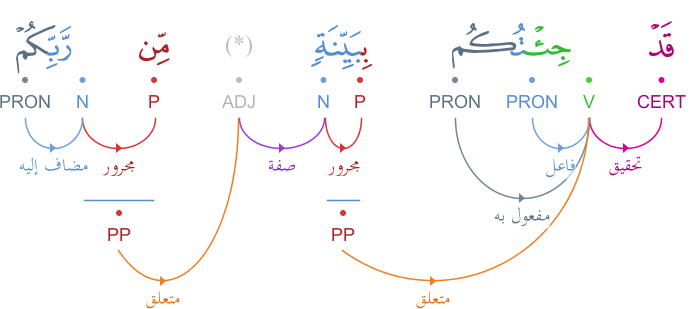 قَدْ جِئْتُكُم بِبَيِّنَةٍ (*) مِّن رَّبِّكُمْ
CERT V PRON PRON P N ADJ P N PRON
تحقيق فاعل مجرور صفة مجرور مضاف إليه
مفعول به
PP PP
متعلق متعلق